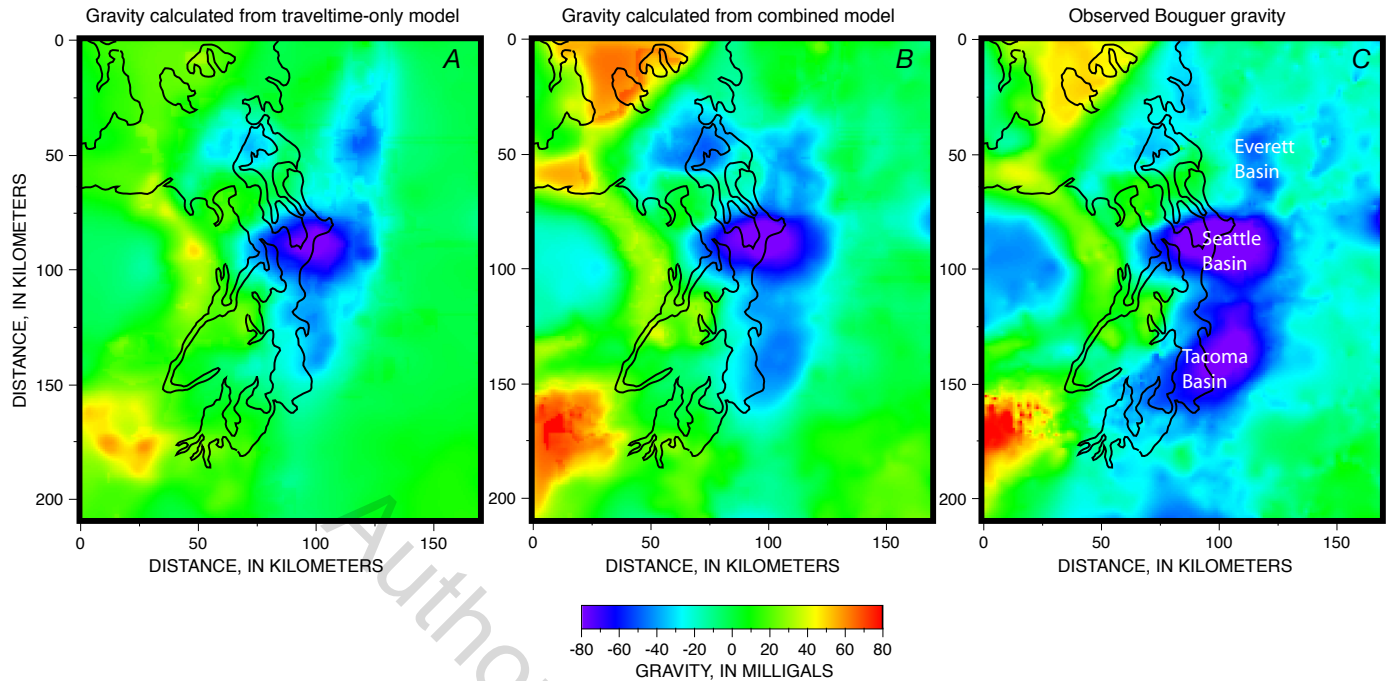 Gravity calculated from traveltime-only model
Gravity calculated from combined model
Observed Bouguer gravity
A
B
C
0
50
100
150
200
DISTANCE, IN KILOMETERS
0
50
100
150
200
0
50
100
150
200
Everett
Basin
Seattle
Basin
Tacoma
Basin
0 50 100 150
DISTANCE, IN KILOMETERS
0 50 100 150
DISTANCE, IN KILOMETERS
0 50 100 150
DISTANCE, IN KILOMETERS
-80 -60 -40 -20 0 20 40 60 80
GRAVITY, IN MILLIGALS